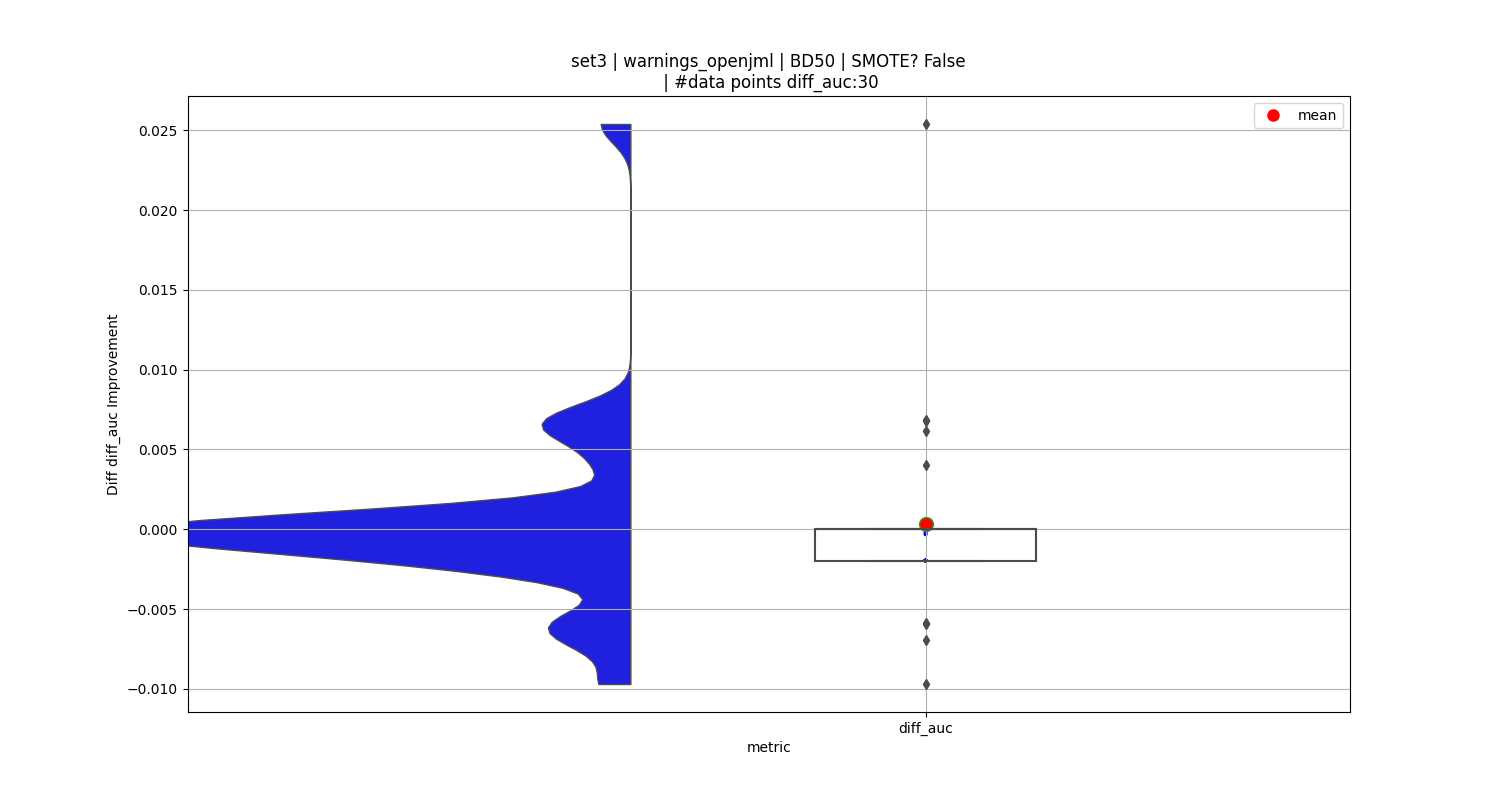 set3 | warnings_openjml | BD50 | SMOTE? False
| #data points diff_auc:30
mean
0.025
0.020
0.015
0.010
0.005
0.000
−0.005
−0.010
Diff diff_auc Improvement
diff_auc
metric